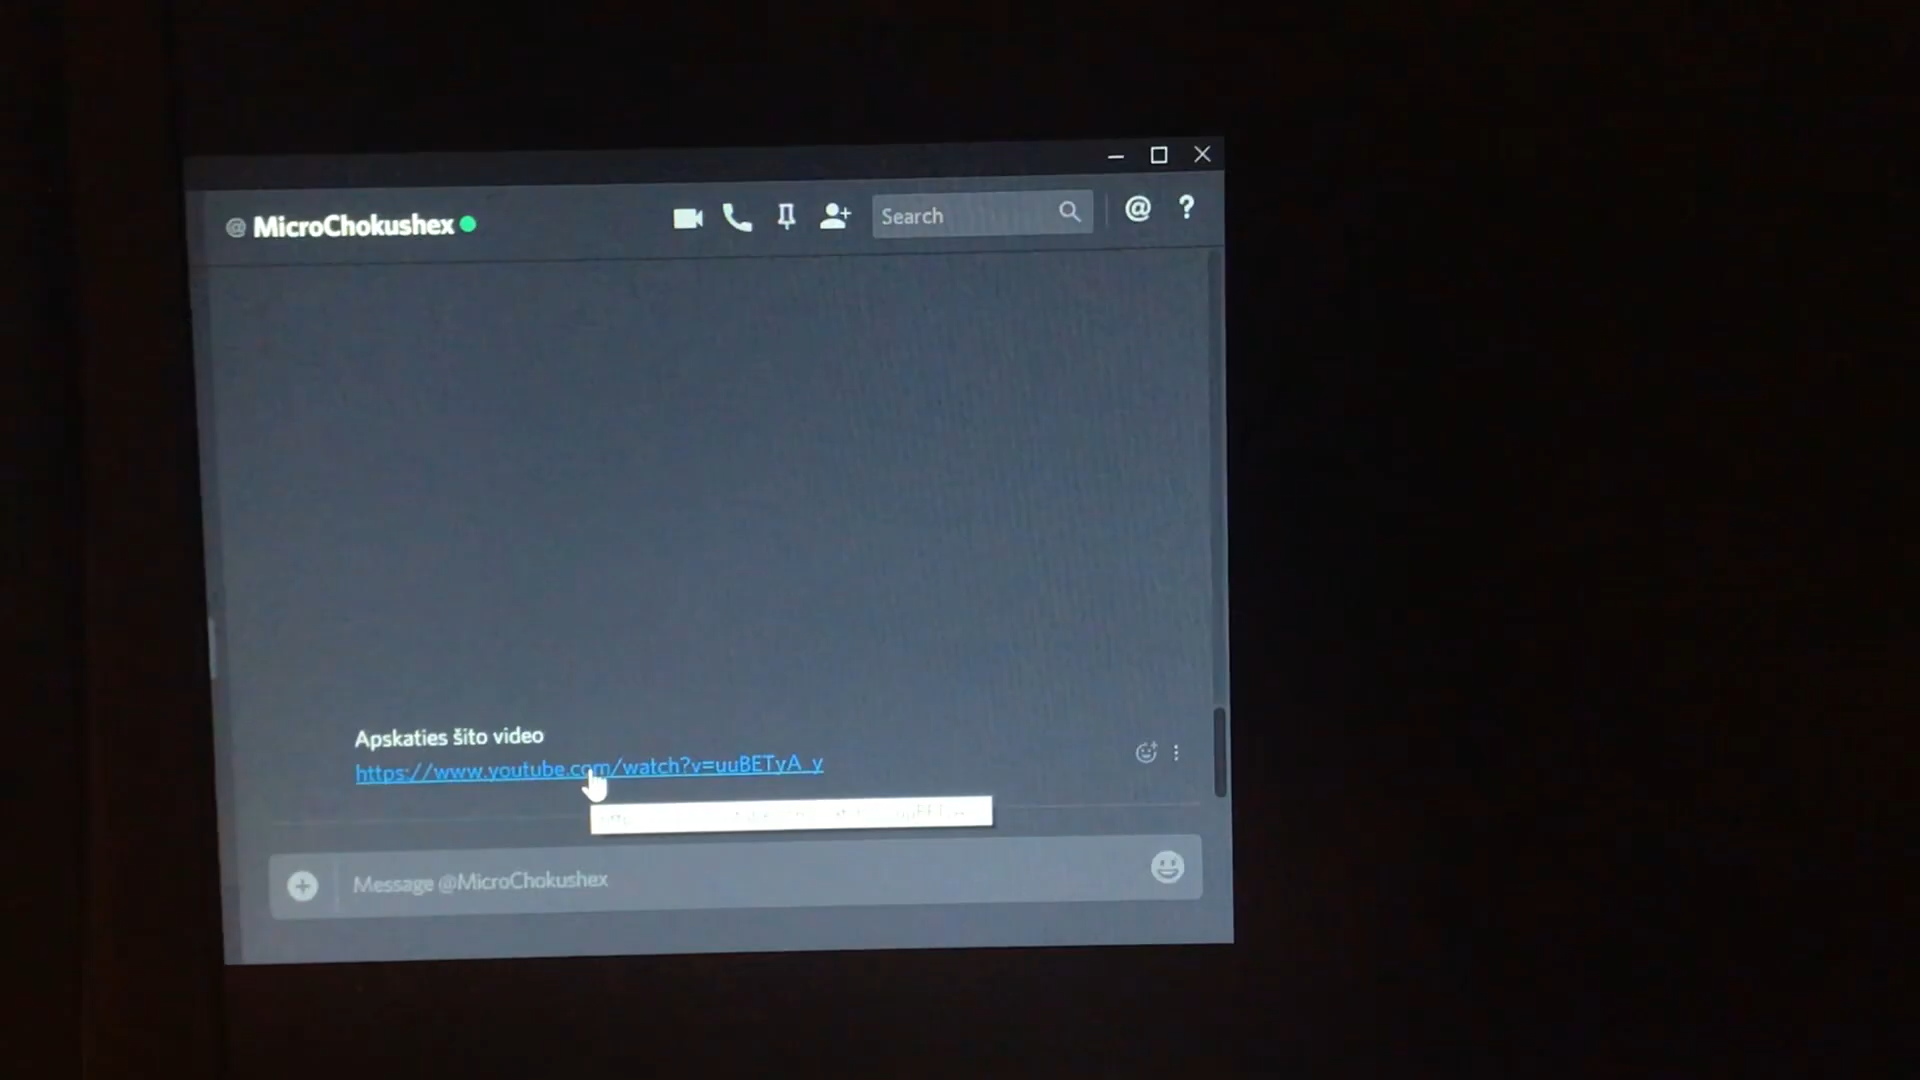 @ MicroChokushex
Search
@ ?
Apskaties šito video
https://www.youtube.com/watch?v=uuBETyA_y
Message @MicroChokushex